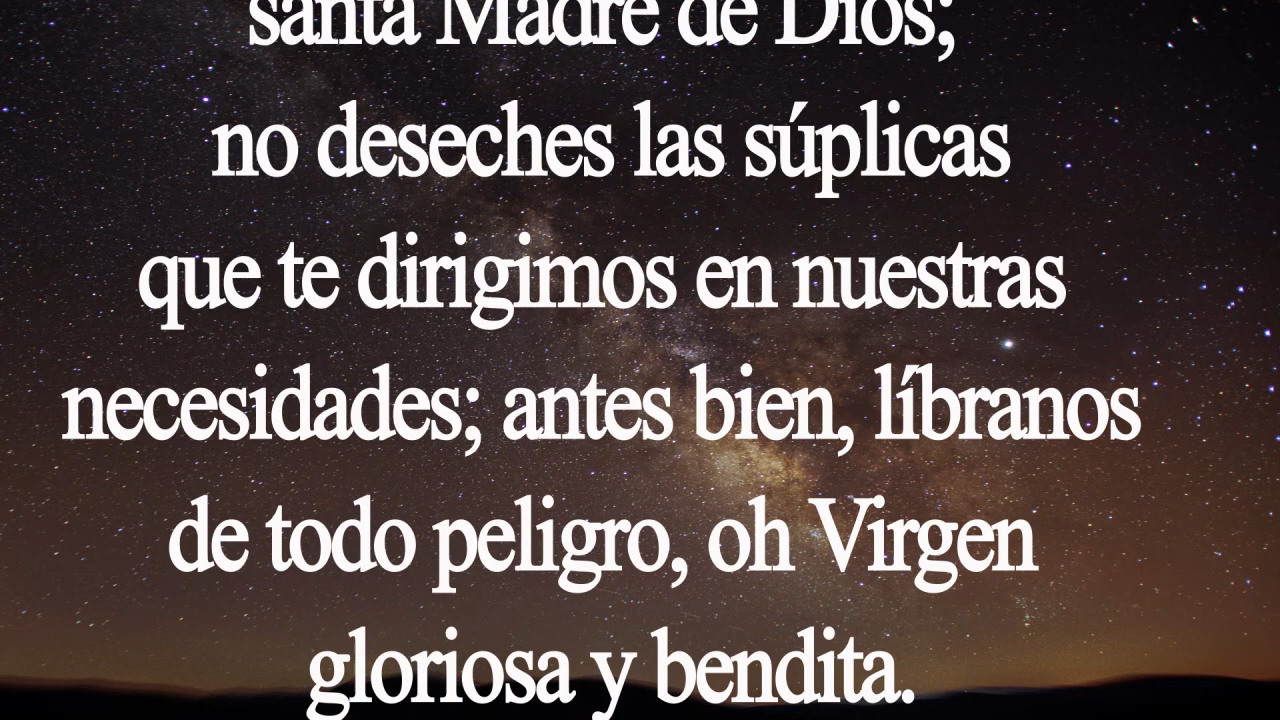 santa Madre de Dios;
no deseches las súplicas
que te dirigimos en nuestras
necesidades; antes bien, líbranos
de todo peligro, oh Virgen
gloriosa y bendita.